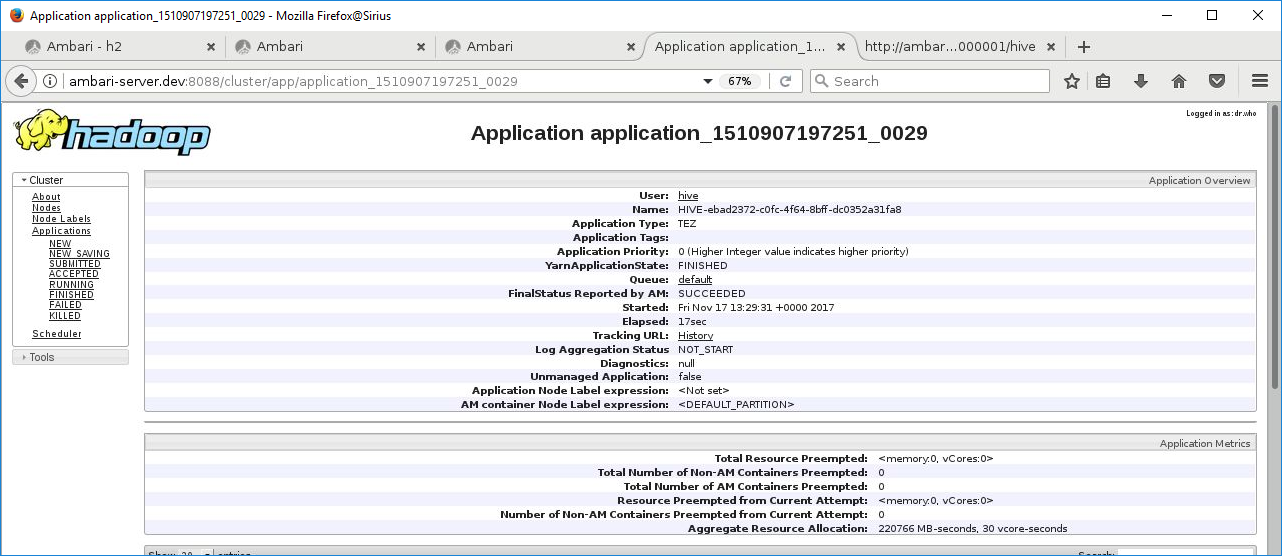 Application application_1510907197251_0029 - Mozilla Firefox@Sirius
Ambari - h2
Ambari
Ambari
Application application_1...
http://ambar...000001/hive
ambari-server.dev:8088/cluster/app/application_1510907197251_0029
67%
Search
hadoop
Application application_1510907197251_0029
Logged in as: dr.who
Cluster
About
Nodes
Node Labels
Applications
NEW
NEW_SAVING
SUBMITTED
ACCEPTED
RUNNING
FINISHED
FAILED
KILLED
Scheduler
Tools
Application Overview
User: hive
Name: HIVE-ebad2372-c0fc-4f64-8bff-dc0352a31fa8
Application Type: TEZ
Application Tags:
Application Priority: 0 (Higher Integer value indicates higher priority)
YarnApplicationState: FINISHED
Queue: default
FinalStatus Reported by AM: SUCCEEDED
Started: Fri Nov 17 13:29:31 +0000 2017
Elapsed: 17sec
Tracking URL: History
Log Aggregation Status NOT_START
Diagnostics: null
Unmanaged Application: false
Application Node Label expression: <Not set>
AM container Node Label expression: <DEFAULT_PARTITION>
Application Metrics
Total Resource Preempted: <memory:0, vCores:0>
Total Number of Non-AM Containers Preempted: 0
Total Number of AM Containers Preempted: 0
Resource Preempted from Current Attempt: <memory:0, vCores:0>
Number of Non-AM Containers Preempted from Current Attempt: 0
Aggregate Resource Allocation: 220766 MB-seconds, 30 vcore-seconds
Show 20 entries
Search: